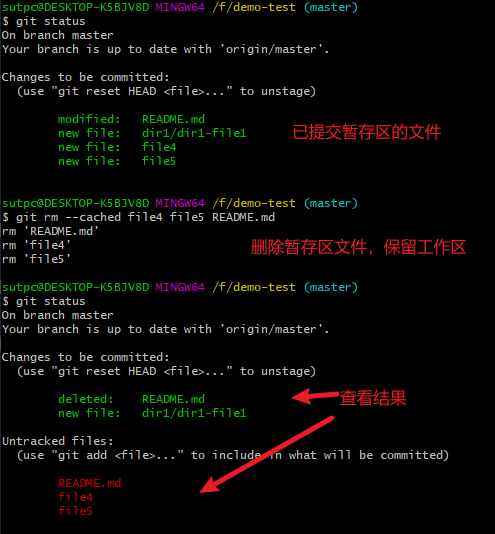 sutpc@DESKTOP-K5BJV8D MINGW64 /f/demo-test (master)
$ git status
On branch master
Your branch is up to date with 'origin/master'.
Changes to be committed:
(use "git reset HEAD <file>..." to unstage)
modified: README.md
new file: dir1/dir1-file1
new file: file4
new file: file5
已提交暂存区的文件
sutpc@DESKTOP-K5BJV8D MINGW64 /f/demo-test (master)
$ git rm --cached file4 file5 README.md
rm 'README.md'
rm 'file4'
rm 'file5'
删除暂存区文件，保留工作区
sutpc@DESKTOP-K5BJV8D MINGW64 /f/demo-test (master)
$ git status
On branch master
Your branch is up to date with 'origin/master'.
Changes to be committed:
(use "git reset HEAD <file>..." to unstage)
deleted: README.md
new file: dir1/dir1-file1
查看结果
Untracked files:
(use "git add <file>..." to include in what will be committed)
README.md
file4
file5